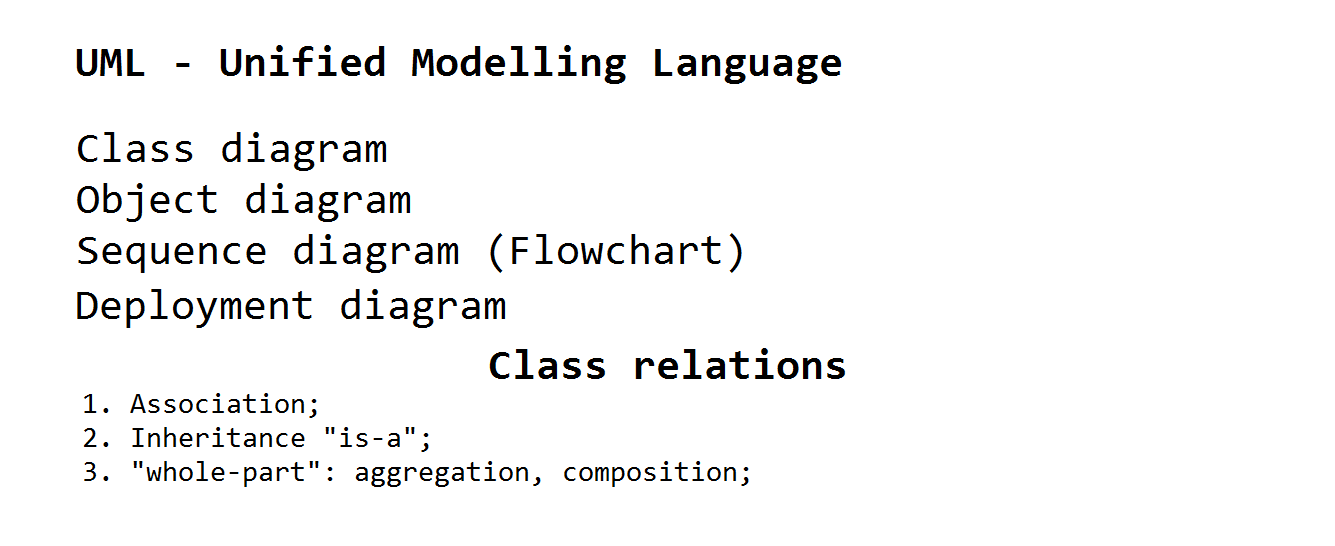 UML - Unified Modelling Language
Class diagram
Object diagram
Sequence diagram (Flowchart)
Deployment diagram
Class relations
1. Association;
2. Inheritance "is-a";
3. "whole-part": aggregation, composition;